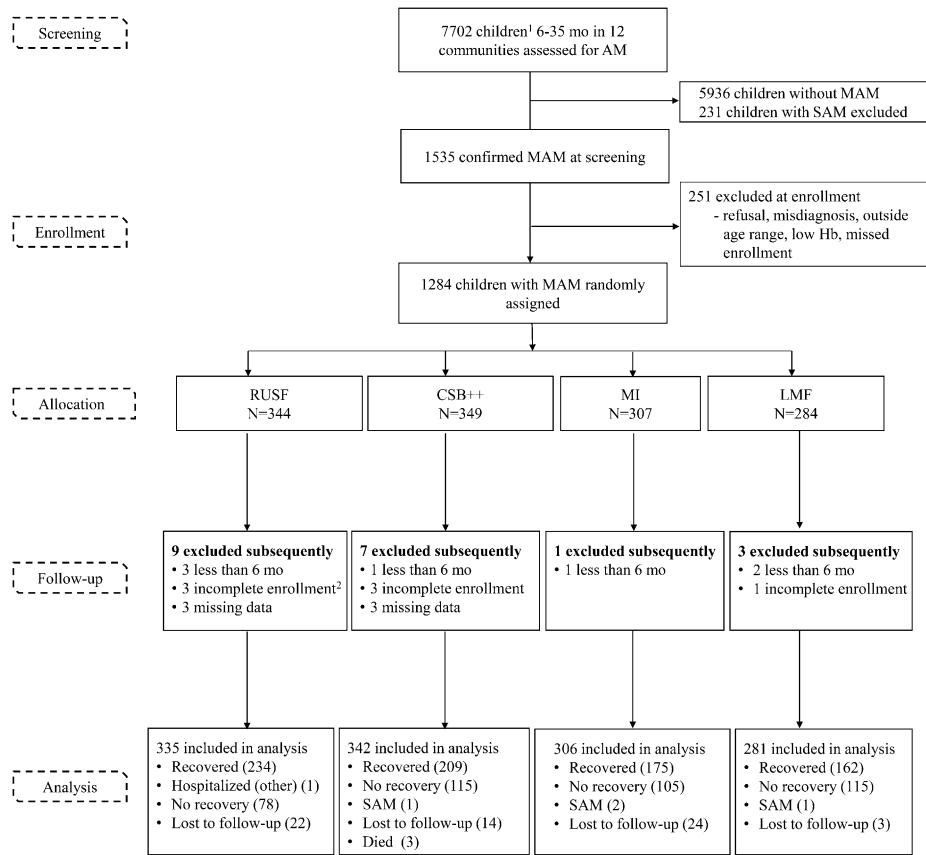 Screening
7702 children¹ 6-35 mo in 12
communities assessed for AM
5936 children without MAM
231 children with SAM excluded
1535 confirmed MAM at screening
Enrollment
251 excluded at enrollment
- refusal, misdiagnosis, outside
age range, low Hb, missed
enrollment
1284 children with MAM randomly
assigned
Allocation
RUSF
N=344
CSB++
N=349
MI
N=307
LMF
N=284
Follow-up
9 excluded subsequently
• 3 less than 6 mo
• 3 incomplete enrollment²
• 3 missing data
7 excluded subsequently
• 1 less than 6 mo
• 3 incomplete enrollment
• 3 missing data
1 excluded subsequently
• 1 less than 6 mo
3 excluded subsequently
• 2 less than 6 mo
• 1 incomplete enrollment
Analysis
335 included in analysis
• Recovered (234)
• Hospitalized (other) (1)
• No recovery (78)
• Lost to follow-up (22)
342 included in analysis
• Recovered (209)
• No recovery (115)
• SAM (1)
• Lost to follow-up (14)
• Died (3)
306 included in analysis
• Recovered (175)
• No recovery (105)
• SAM (2)
• Lost to follow-up (24)
281 included in analysis
• Recovered (162)
• No recovery (115)
• SAM (1)
• Lost to follow-up (3)